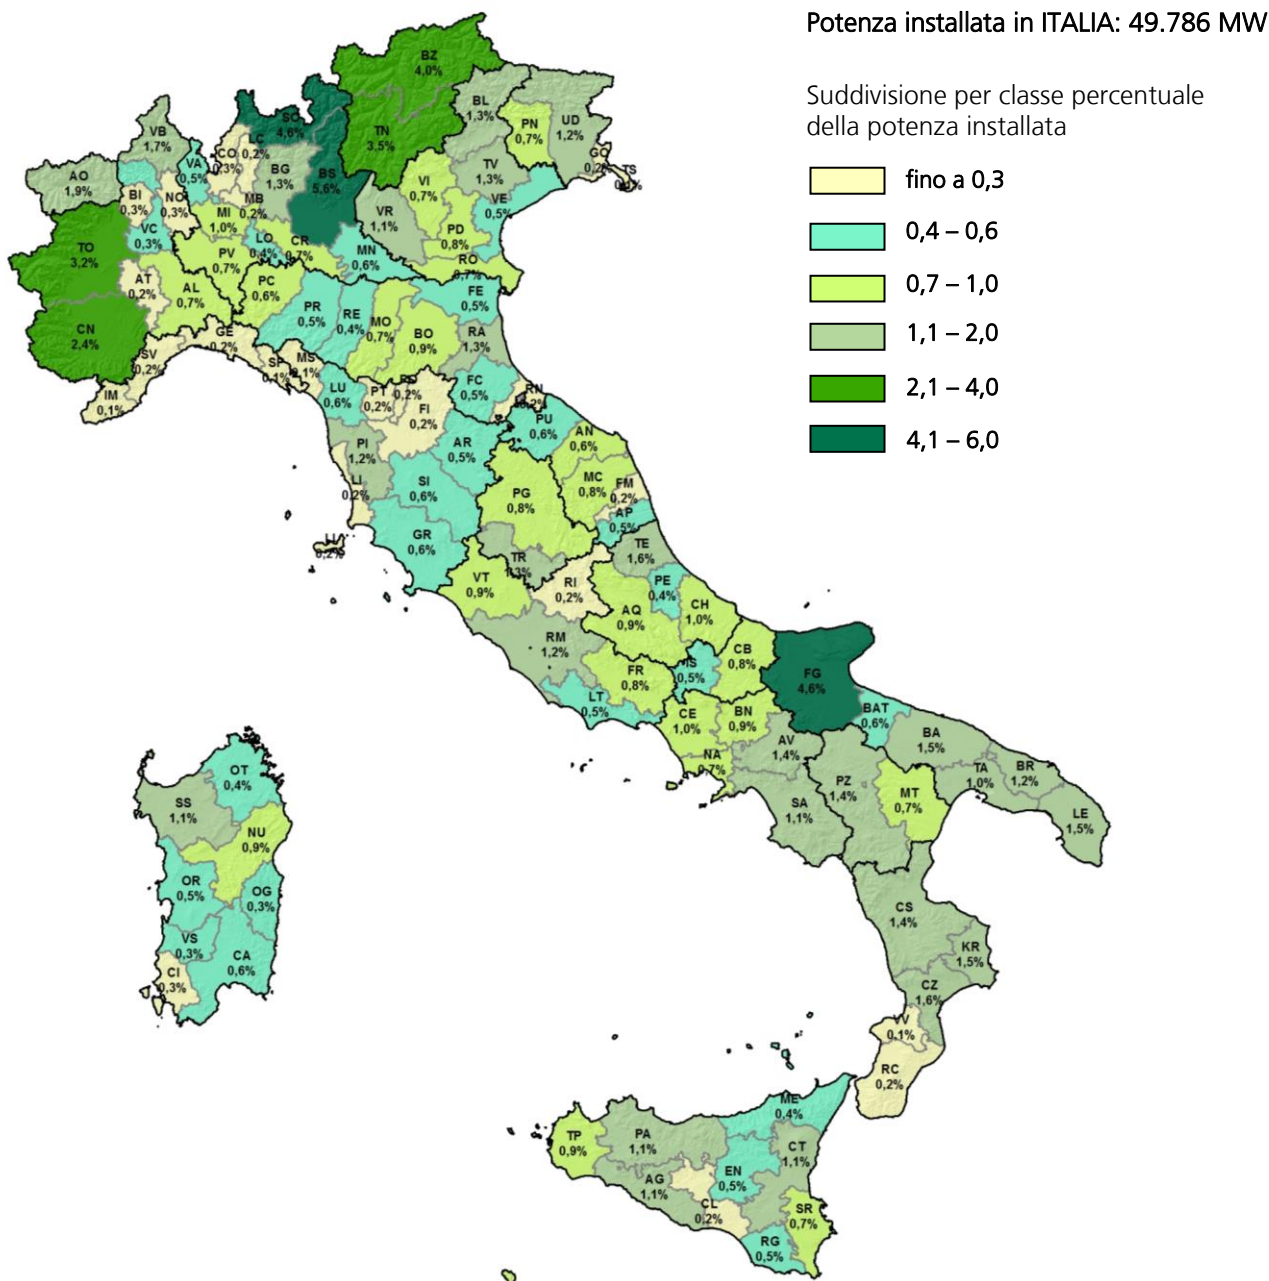 Potenza installata in ITALIA: 49.786 MW
Suddivisione per classe percentuale
della potenza installata
fino a 0,3
0,4 – 0,6
0,7 – 1,0
1,1 – 2,0
2,1 – 4,0
4,1 – 6,0
BZ
4,0%
TN
3,5%
BL
1,3%
PN
0,7%
UD
1,2%
GO
0,2%
TS
SO
4,6%
LC
0,2%
CO
0,3%
VA
0,5%
VB
1,7%
AO
1,9%
BG
1,3%
BS
5,6%
TV
1,3%
VI
0,7%
VE
0,5%
VR
1,1%
PD
0,8%
RO
0,7%
BI
0,3%
NO
0,3%
MB
0,2%
MI
1,0%
VC
0,3%
LO
0,4%
CR
0,7%
MN
0,6%
TO
3,2%
PV
0,7%
AT
0,2%
AL
0,7%
PC
0,6%
PR
0,5%
RE
0,4%
MO
0,7%
FE
0,5%
BO
0,9%
RA
1,3%
CN
2,4%
GE
0,2%
SV
0,2%
IM
0,1%
SP
0,1%
MS
0,1%
LU
0,6%
PT
0,2%
PO
0,2%
FI
0,2%
FC
0,5%
RN
0,2%
PU
0,6%
AN
0,6%
PI
1,2%
AR
0,5%
LI
0,2%
SI
0,6%
PG
0,8%
MC
0,8%
FM
0,2%
AP
0,5%
GR
0,6%
LI
0,2%
TE
1,6%
TR
1,3%
VT
0,9%
RI
0,2%
PE
0,4%
CH
1,0%
AQ
0,9%
RM
1,2%
FR
0,8%
IS
0,5%
CB
0,8%
FG
4,6%
LT
0,5%
CE
1,0%
BN
0,9%
BAT
0,6%
BA
1,5%
AV
1,4%
NA
0,7%
PZ
1,4%
MT
0,7%
TA
1,0%
BR
1,2%
SA
1,1%
LE
1,5%
OT
0,4%
SS
1,1%
NU
0,9%
OR
0,5%
OG
0,3%
VS
0,3%
CA
0,6%
CI
0,3%
CS
1,4%
KR
1,5%
CZ
1,6%
VV
0,1%
RC
0,2%
ME
0,4%
TP
0,9%
PA
1,1%
CT
1,1%
EN
0,5%
AG
1,1%
CL
0,2%
SR
0,7%
RG
0,5%